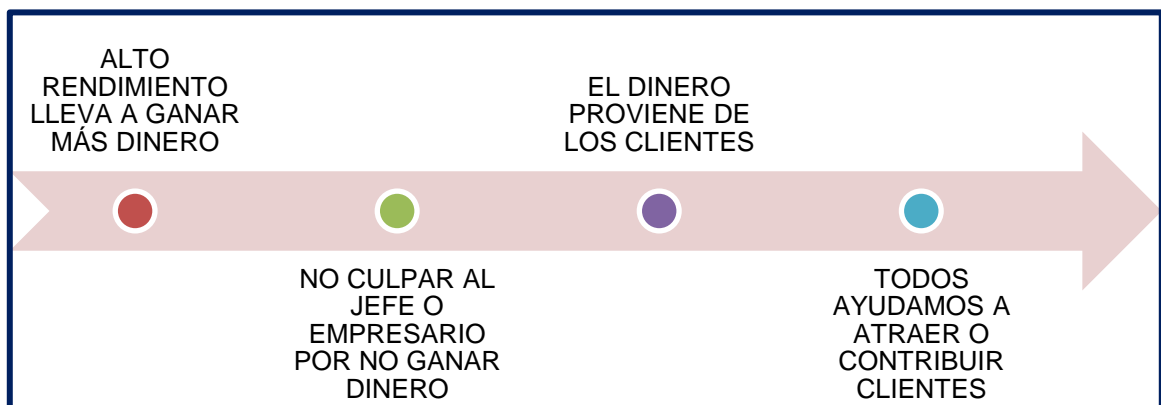 ALTO
RENDIMIENTO
LLEVA A GANAR
MÁS DINERO
NO CULPAR AL
JEFE O
EMPRESARIO
POR NO GANAR
DINERO
EL DINERO
PROVIENE DE
LOS CLIENTES
TODOS
AYUDAMOS A
ATRAER O
CONTRIBUIR
CLIENTES